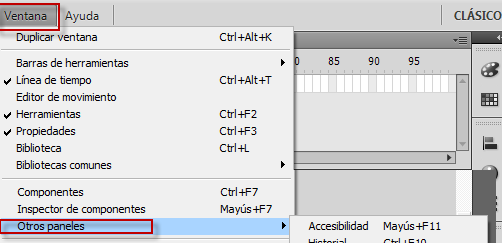 Ventana Ayuda CLÁSICO
Duplicar ventana Ctrl+Alt+K
Barras de herramientas
Línea de tiempo Ctrl+Alt+T
Editor de movimiento
Herramientas Ctrl+F2
Propiedades Ctrl+F3
Biblioteca Ctrl+L
Bibliotecas comunes
Componentes Ctrl+F7
Inspector de componentes Mayús+F7
Otros paneles
80 85 90 95
Accesibilidad Mayús+F11
Historial Ctrl+F10